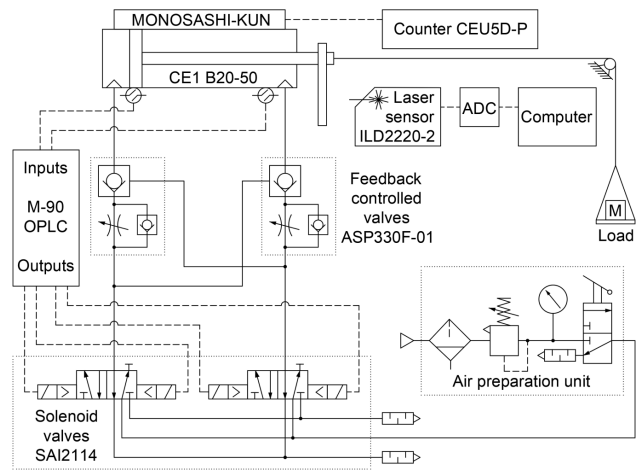 MONOSASHI-KUN
Counter CEU5D-P
CE1 B20-50
Laser
sensor
ILD2220-2
ADC
Computer
Inputs
M-90
OPLC
Outputs
Feedback
controlled
valves
ASP330F-01
M
Load
Air preparation unit
Solenoid
valves
SAI2114